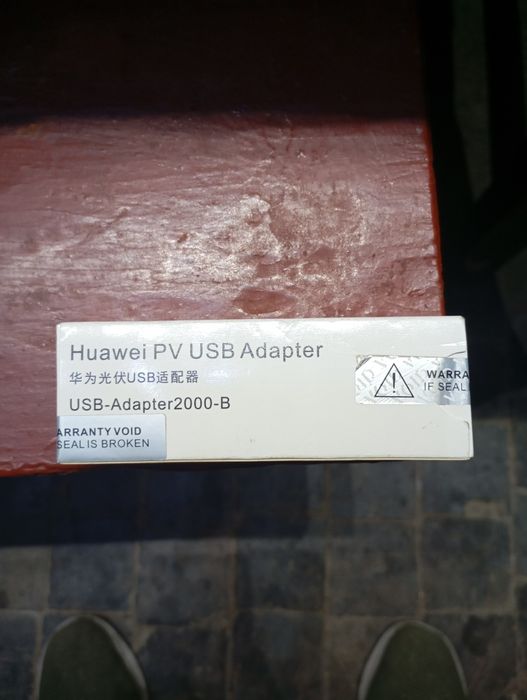 Huawei PV USB Adapter
华为光伏USB适配器
USB-Adapter2000-B
WARRA
IF SEAL
ARRANTY VOID
SEAL IS BROKEN